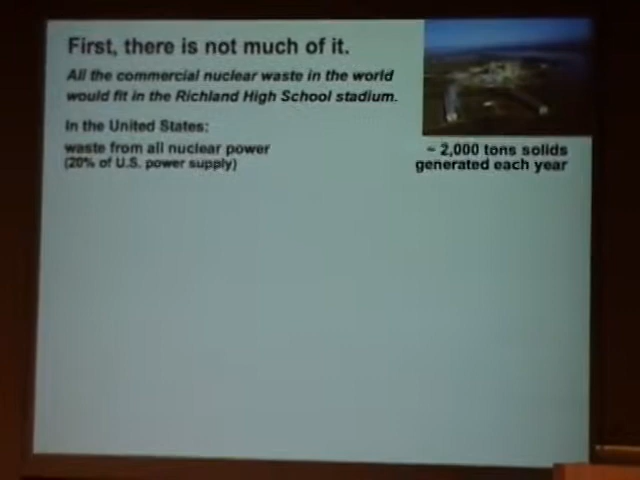 First, there is not much of it.
All the commercial nuclear waste in the world
would fit in the Richland High School stadium.
In the United States:
waste from all nuclear power
(20% of U.S. power supply)
~ 2,000 tons solids
generated each year